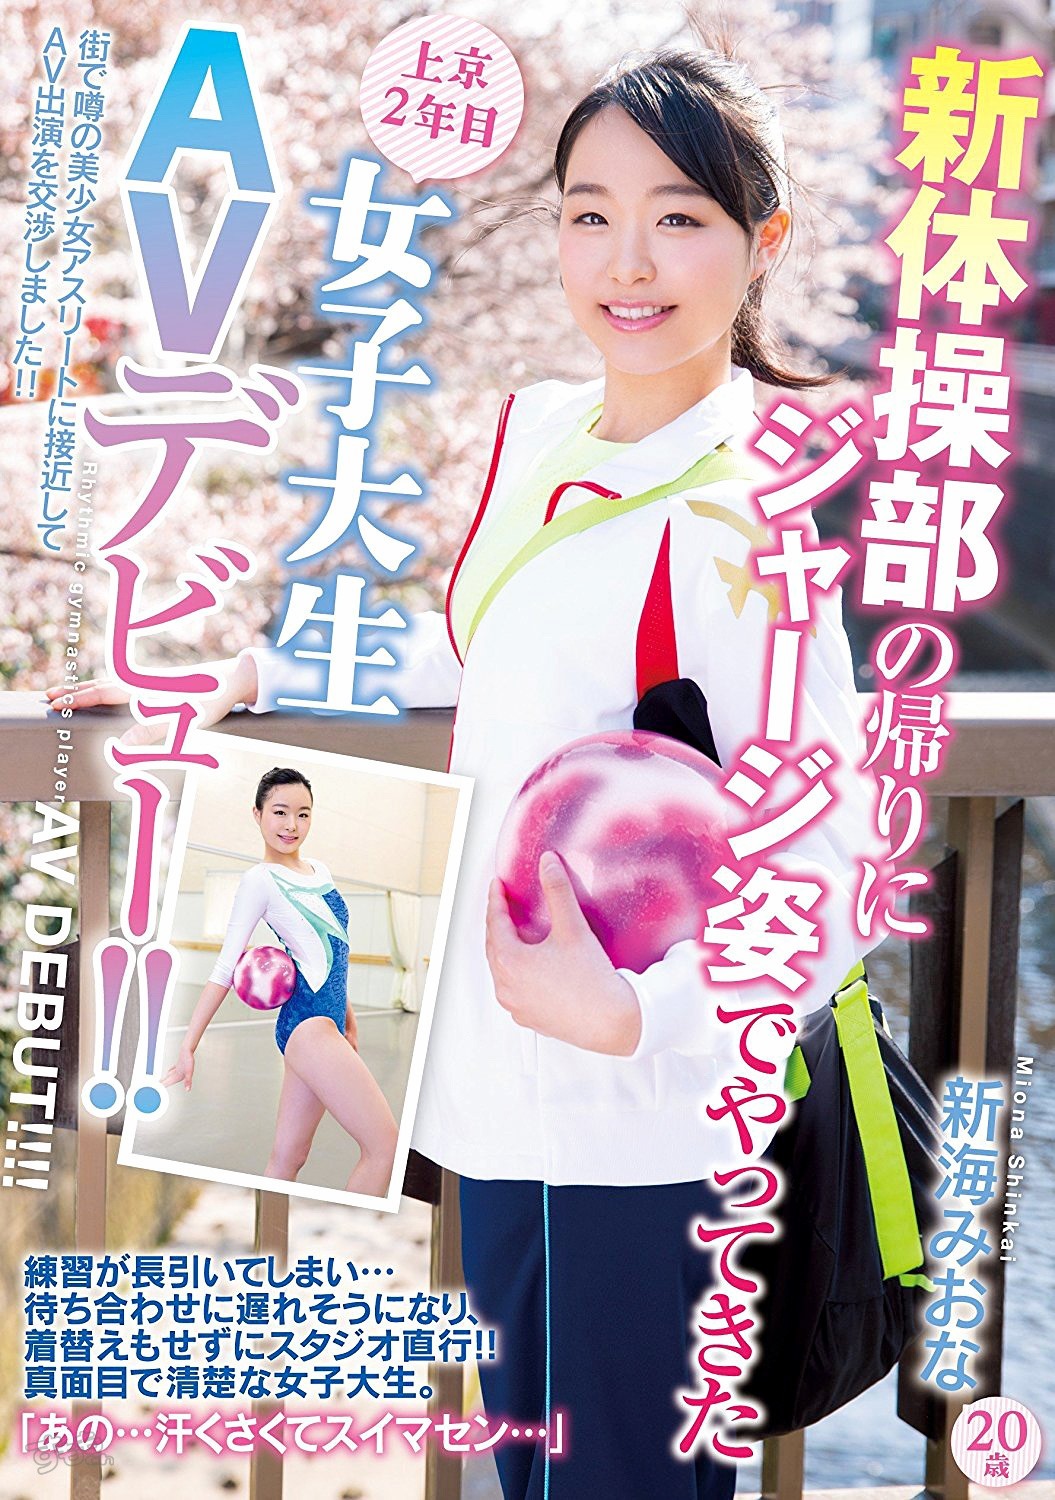 新体操部の帰りに
ジャージ姿でやってきた
上京
2年目
女子大生
AVデビュー!!
街で噂の美少女アスリートに接近して
AV出演を交渉しました!!
Rhythmic gymnastics player AV DEBUT!!!!
Miona Shinkai
新海みおな
20
歳
練習が長引いてしまい…
待ち合わせに遅れそうになり、
着替えもせずにスタジオ直行!!
真面目で清楚な女子大生。
「あの…汗くさくてスイマセン…」